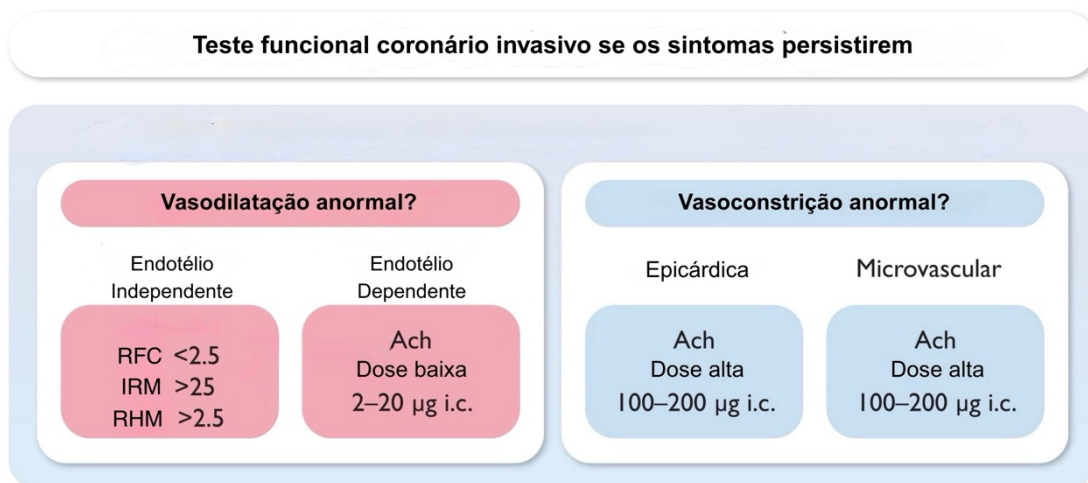 Teste funcional coronário invasivo se os sintomas persistirem
Vasodilatação anormal?
Endotélio
Independente
RFC <2.5
IRM >25
RHM >2.5
Endotélio
Dependente
Ach
Dose baixa
2–20 µg i.c.
Vasoconstrição anormal?
Epicárdica
Ach
Dose alta
100–200 µg i.c.
Microvascular
Ach
Dose alta
100–200 µg i.c.